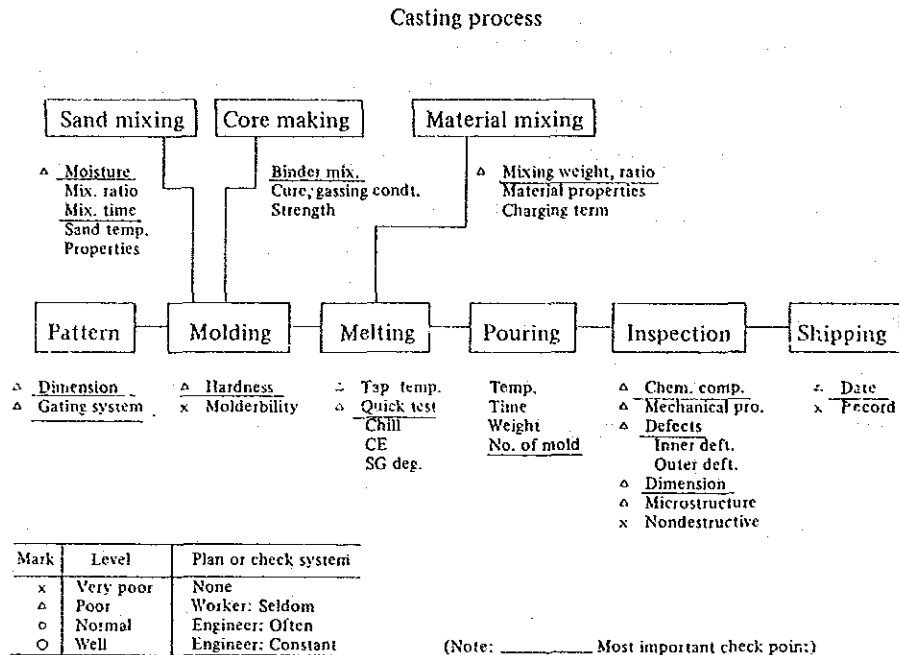 Casting process
Sand mixing
Core making
Material mixing
△ Moisture
Mix. ratio
Mix. time
Sand temp.
Properties
Binder mix.
Cure, gassing condt.
Strength
△ Mixing weight, ratio
Material properties
Charging term
Pattern
Molding
Melting
Pouring
Inspection
Shipping
△ Dimension
△ Gating system
△ Hardness
x Molderbility
△ Tap temp.
△ Quick test
Chill
CE
SG deg.
Temp.
Time
Weight
No. of mold
△ Chem. comp.
△ Mechanical pro.
△ Defects
Inner deft.
Outer deft.
△ Dimension
△ Microstructure
x Nondestructive
△ Date
x Record
Mark Level Plan or check system
x Very poor None
△ Poor Worker: Seldom
○ Normal Engineer: Often
○ Well Engineer: Constant
(Note: ________ Most important check point)